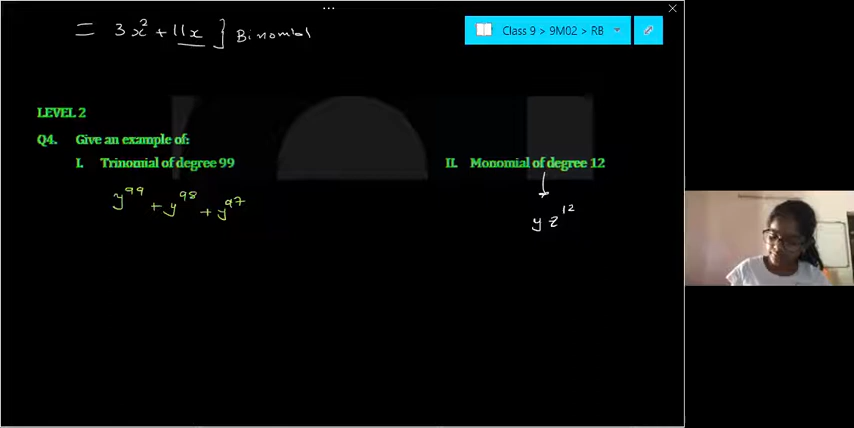 = 3x² + 11x ] Binomial
Class 9 > 9M02 > RB
LEVEL 2
Q4. Give an example of:
I. Trinomial of degree 99
II. Monomial of degree 12
y⁹⁹ + y⁹⁸ + y⁹⁷
y z¹²